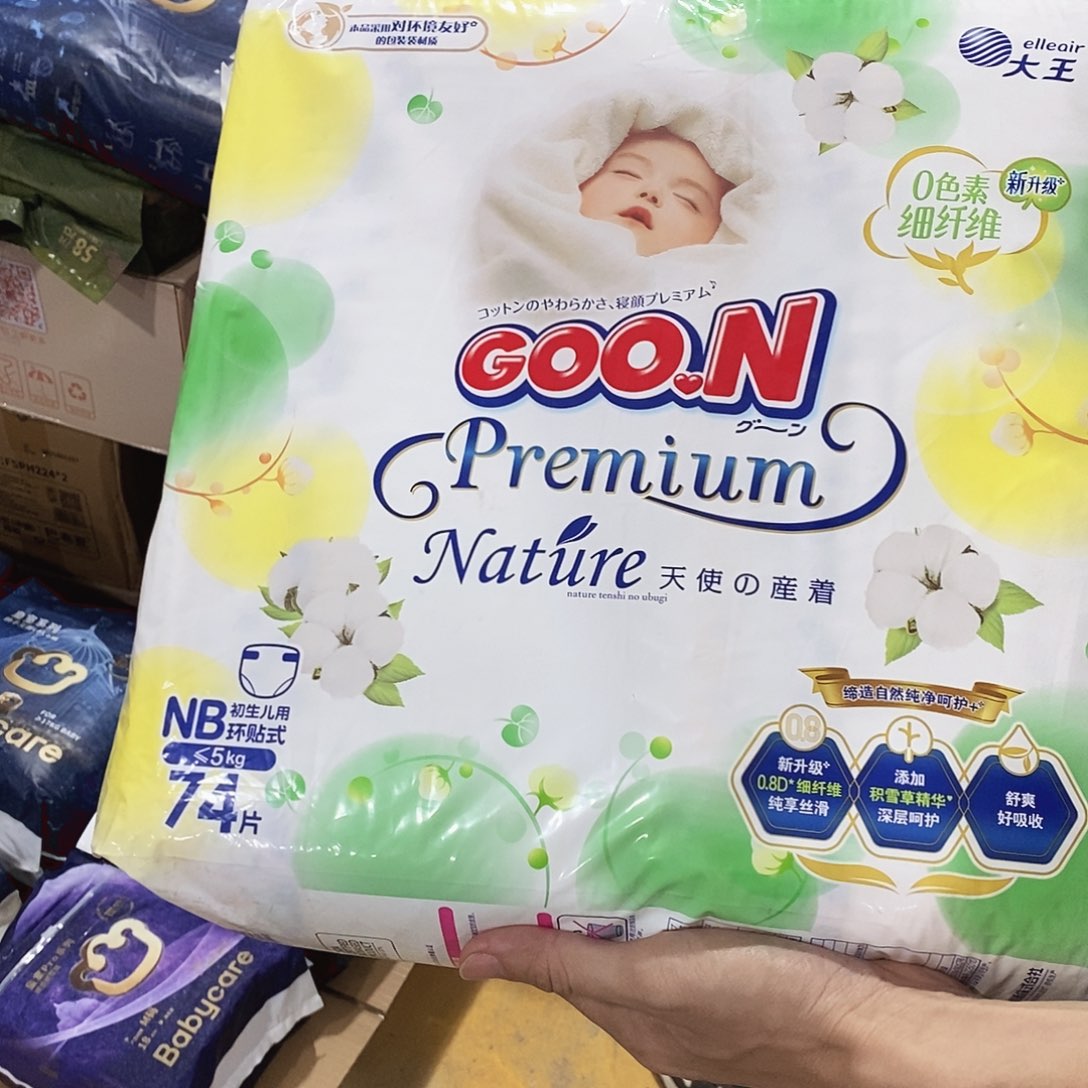 本品采用对环境友好
的包装袋材质
elleair
大王
0色素
细纤维
新升级
コットンのやわらかさ、寝顔プレミアム♪
GOO.N
グ〜ン
Premium
Nature 天使の産着
nature tenshi no ubugi
NB 初生儿用
环贴式
≤5kg
74片
缔造自然纯净呵护+
0.8
新升级
0.8D*细纤维
纯享丝滑
添加
积雪草精华
深层呵护
舒爽
好吸收
58
care
Babycare